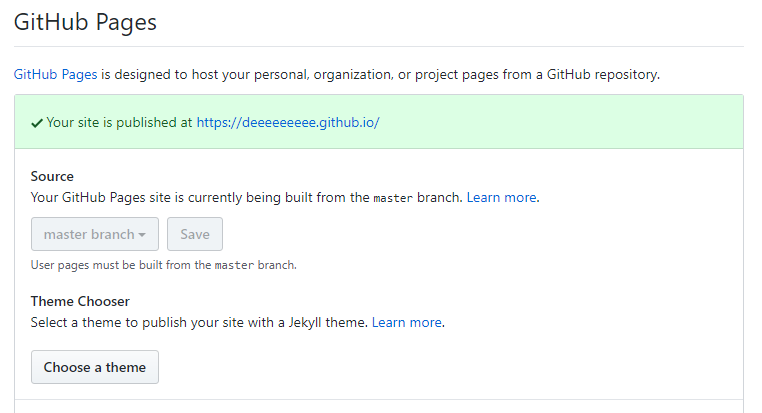 GitHub Pages
GitHub Pages is designed to host your personal, organization, or project pages from a GitHub repository.
Your site is published at https://deeeeeeeee.github.io/
Source
Your GitHub Pages site is currently being built from the master branch. Learn more.
master branch Save
User pages must be built from the master branch.
Theme Chooser
Select a theme to publish your site with a Jekyll theme. Learn more.
Choose a theme